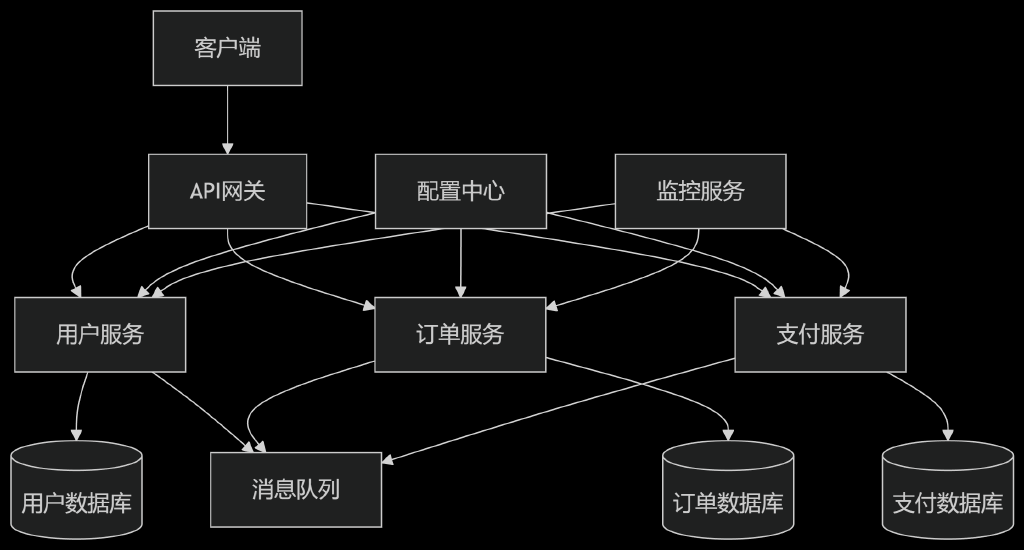 客户端
API网关
配置中心
监控服务
用户服务
订单服务
支付服务
用户数据库
消息队列
订单数据库
支付数据库